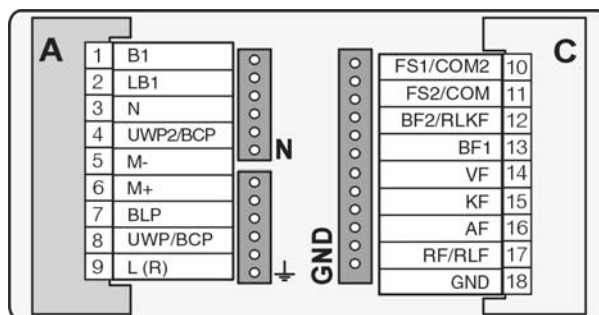 A
1 B1
2 LB1
3 N
4 UWP2/BCP
5 M-
6 M+
7 BLP
8 UWP/BCP
9 L (R)
N
GND
C
FS1/COM2 10
FS2/COM 11
BF2/RLKF 12
BF1 13
VF 14
KF 15
AF 16
RF/RLF 17
GND 18